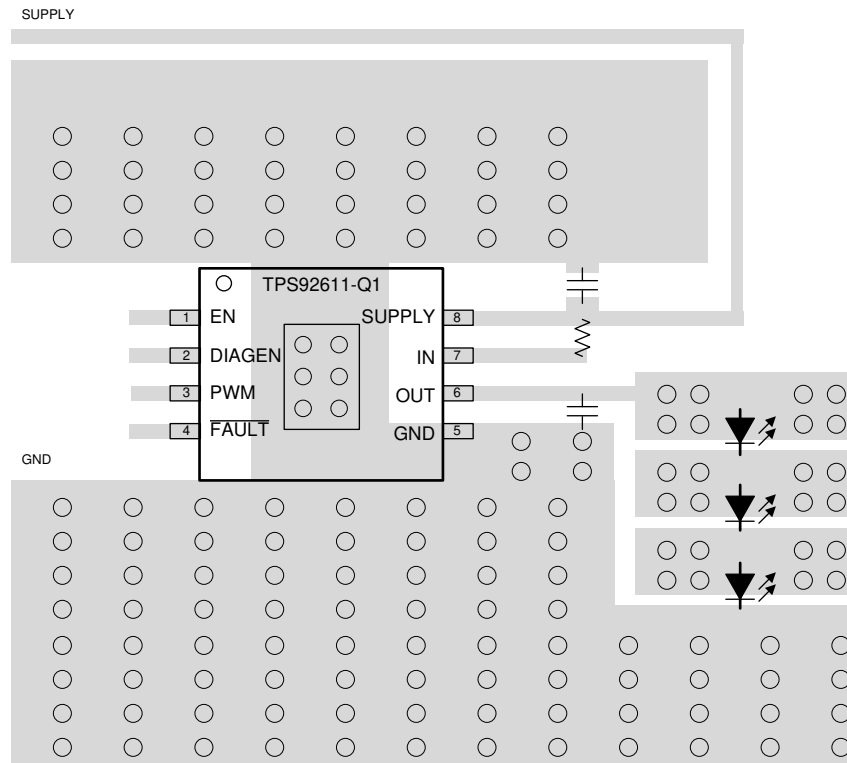 SUPPLY
TPS92611-Q1
1 EN SUPPLY 8
2 DIAGEN IN 7
3 PWM OUT 6
4 FAULT GND 5
GND